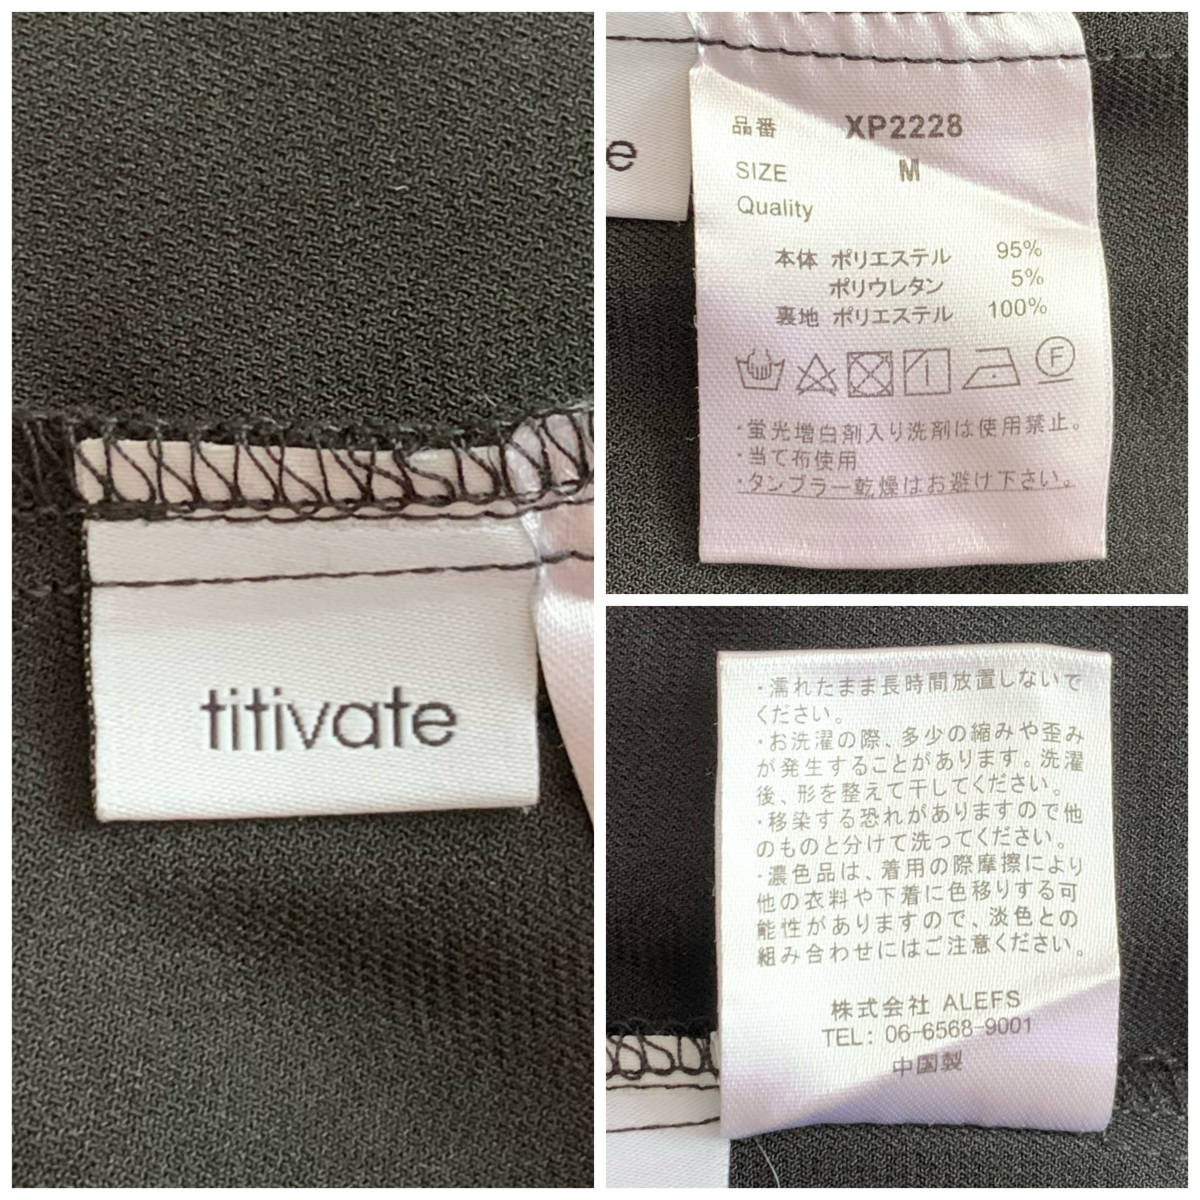 titivate
e
品番 XP2228
SIZE M
Quality
本体 ポリエステル 95%
ポリウレタン 5%
裏地 ポリエステル 100%
F
・蛍光増白剤入り洗剤は使用禁止。
・当て布使用
・タンブラー乾燥はお避け下さい。
・濡れたまま長時間放置しないで
ください。
・お洗濯の際、多少の縮みや歪み
が発生することがあります。洗濯
後、形を整えて干してください。
・移染する恐れがありますので他
のものと分けて洗ってください。
・濃色品は、着用の際摩擦により
他の衣料や下着に色移りする可
能性がありますので、淡色との
組み合わせにはご注意ください。
株式会社 ALEFS
TEL: 06-6568-9001
中国製